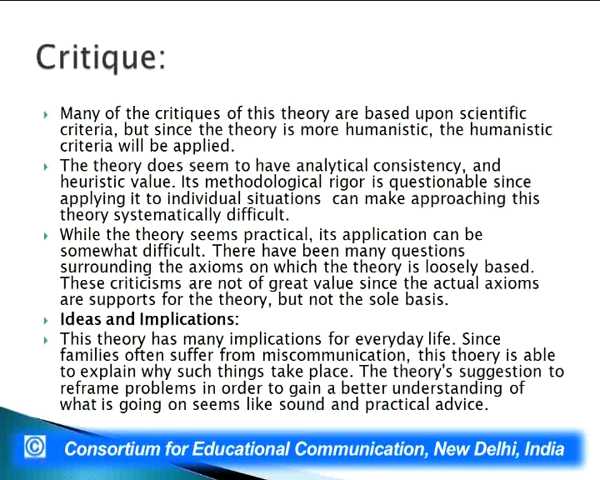 Critique:
Many of the critiques of this theory are based upon scientific
criteria, but since the theory is more humanistic, the humanistic
criteria will be applied.
The theory does seem to have analytical consistency, and
heuristic value. Its methodological rigor is questionable since
applying it to individual situations can make approaching this
theory systematically difficult.
While the theory seems practical, its application can be
somewhat difficult. There have been many questions
surrounding the axioms on which the theory is loosely based.
These criticisms are not of great value since the actual axioms
are supports for the theory, but not the sole basis.
Ideas and Implications:
This theory has many implications for everyday life. Since
families often suffer from miscommunication, this thoery is able
to explain why such things take place. The theory's suggestion to
reframe problems in order to gain a better understanding of
what is going on seems like sound and practical advice.
© Consortium for Educational Communication, New Delhi, India